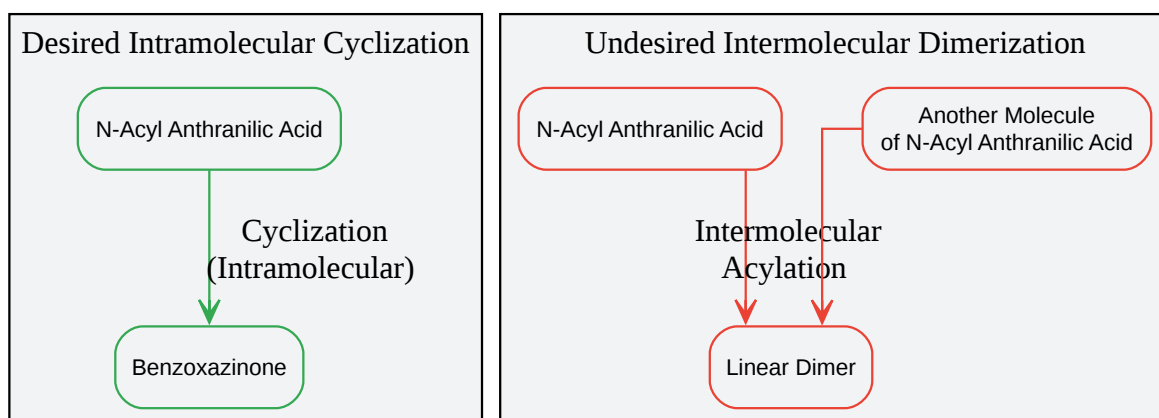 Desired Intramolecular Cyclization
N-Acyl Anthranilic Acid
Cyclization
(Intramolecular)
Benzoxazinone
Undesired Intermolecular Dimerization
N-Acyl Anthranilic Acid
Another Molecule
of N-Acyl Anthranilic Acid
Intermolecular
Acylation
Linear Dimer